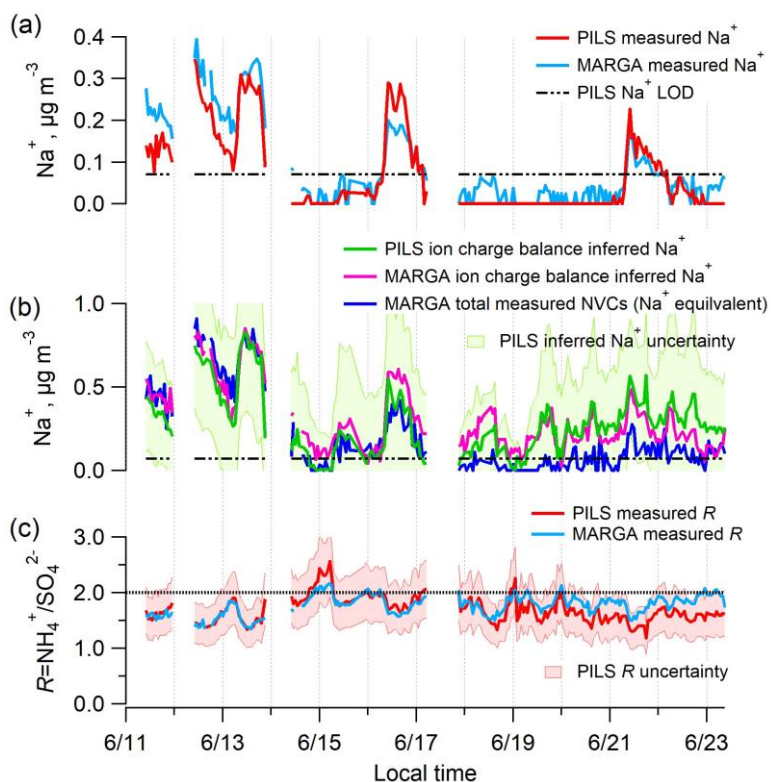 (a)
PILS measured Na⁺
MARGA measured Na⁺
PILS Na⁺ LOD
Na⁺, µg m⁻³
0.4
0.3
0.2
0.1
0.0
PILS ion charge balance inferred Na⁺
MARGA ion charge balance inferred Na⁺
MARGA total measured NVCs (Na⁺ equilvalent)
(b)
PILS inferred Na⁺ uncertainty
Na⁺, µg m⁻³
1.0
0.5
0.0
(c)
PILS measured R
MARGA measured R
R=NH₄⁺/SO₄²⁻
3.0
2.0
1.0
0.0
PILS R uncertainty
6/11 6/13 6/15 6/17 6/19 6/21 6/23
Local time